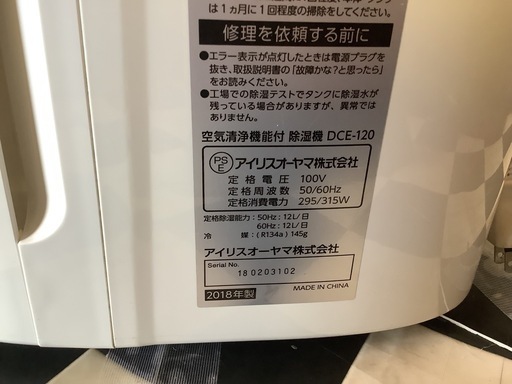 は１ヵ月に１回程度の掃除をしてください。
修理を依頼する前に
●エラー表示が点灯したときは電源プラグを
抜き、取扱説明書の「故障かな？と思ったら」
をお読みください。
●工場での除湿テストでタンクに除湿水が
残っている場合がありますが、異常では
ありません。
空気清浄機能付 除湿機 DCE-120
PS
E
アイリスオーヤマ株式会社
定格電圧 100V
定格周波数 50/60Hz
定格消費電力 295/315W
定格除湿能力：50Hz：12L/日
60Hz：12L/日
冷　媒：（R134a）145g
アイリスオーヤマ株式会社
Serial No.
18 0203102
2018年製
MADE IN CHINA